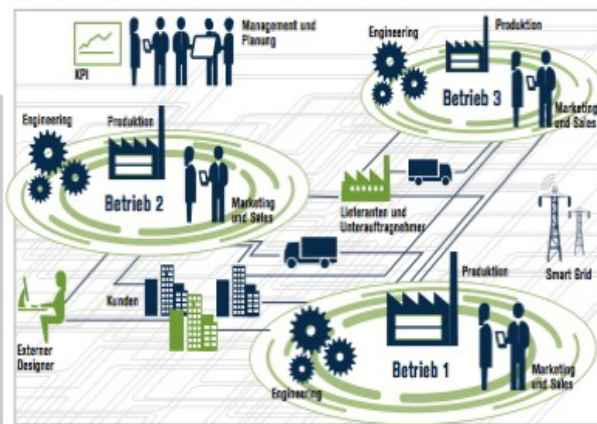 Management und
Planung
KPI
Engineering
Produktion
Betrieb 3
Marketing
und Sales
Engineering
Produktion
Betrieb 2
Marketing
und Sales
Lieferanten und
Unterauftragnehmer
Smart Grid
Kunden
Externer
Designer
Produktion
Betrieb 1
Engineering
Marketing
und Sales